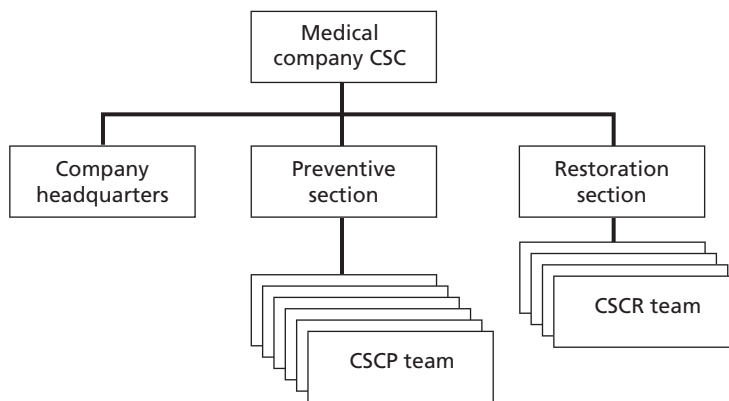 Medical
company CSC
Company
headquarters
Preventive
section
Restoration
section
CSCP team
CSCR team